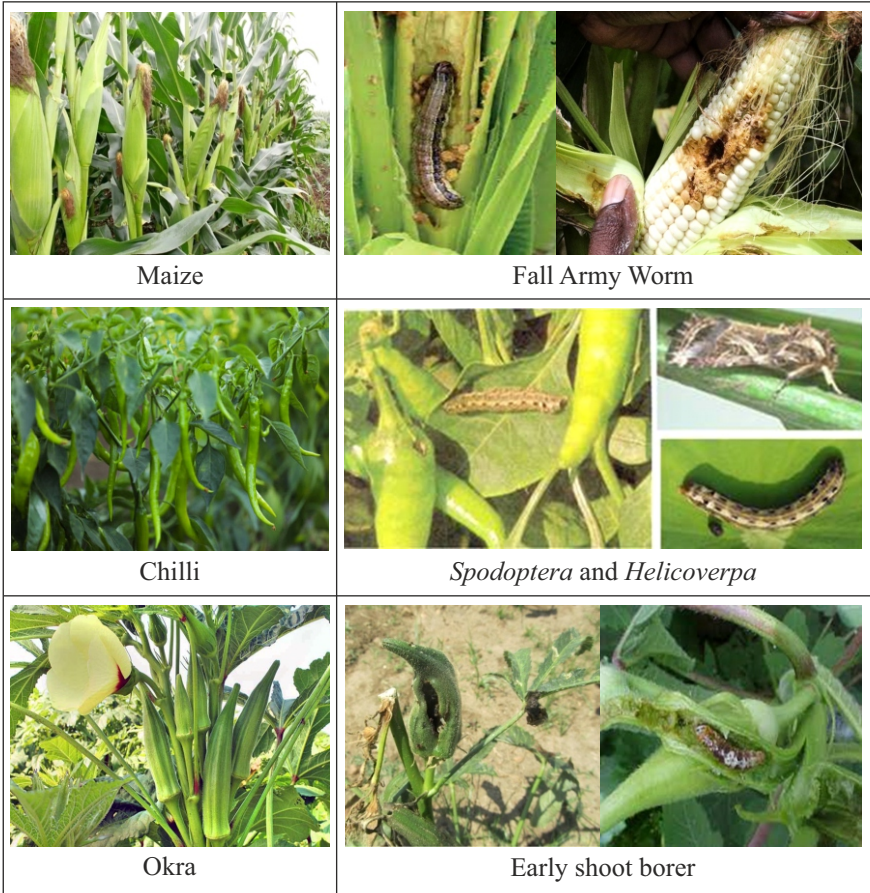 Maize
Fall Army Worm
Chilli
Spodoptera and Helicoverpa
Okra
Early shoot borer